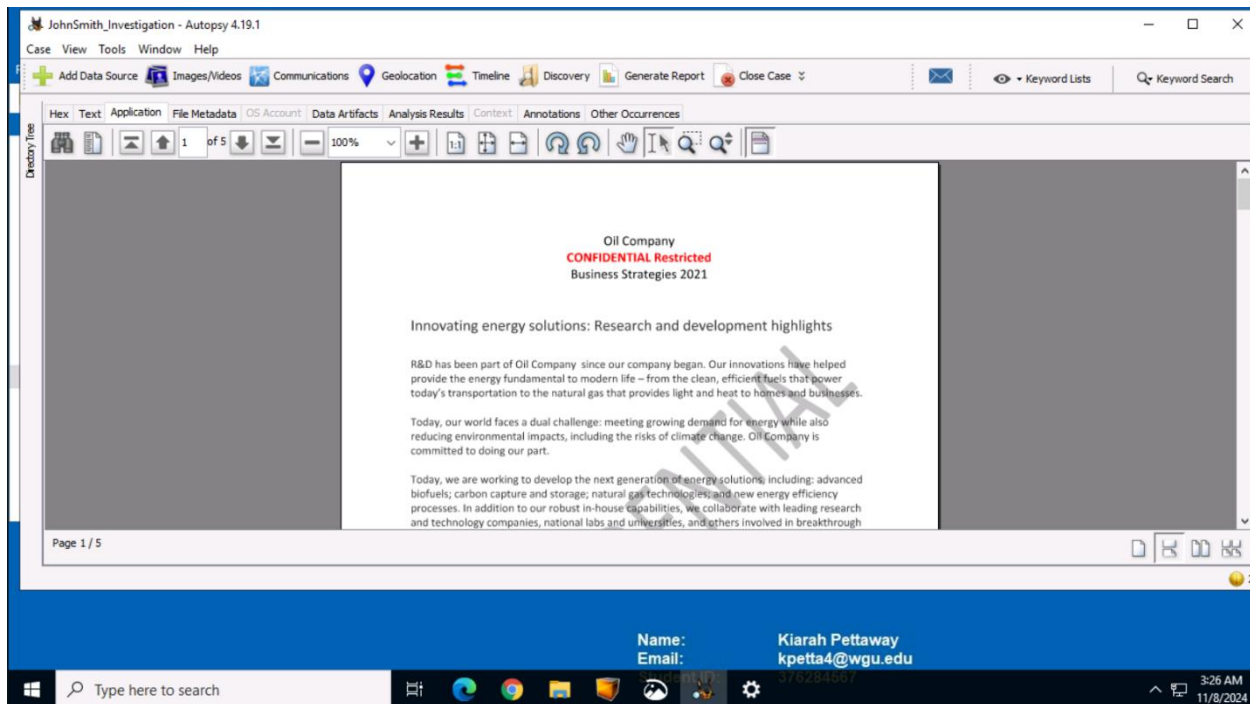 JohnSmith_Investigation - Autopsy 4.19.1
Case View Tools Window Help
Add Data Source Images/Videos Communications Geolocation Timeline Discovery Generate Report Close Case Keyword Lists Keyword Search
Hex Text Application File Metadata OS Account Data Artifacts Analysis Results Context Annotations Other Occurrences
Directory Tree
1 of 5 100% 1:1
Oil Company
CONFIDENTIAL Restricted
Business Strategies 2021
Innovating energy solutions: Research and development highlights
R&D has been part of Oil Company since our company began. Our innovations have helped
provide the energy fundamental to modern life – from the clean, efficient fuels that power
today's transportation to the natural gas that provides light and heat to homes and businesses.
Today, our world faces a dual challenge: meeting growing demand for energy while also
reducing environmental impacts, including the risks of climate change. Oil Company is
committed to doing our part.
Today, we are working to develop the next generation of energy solutions, including: advanced
biofuels; carbon capture and storage; natural gas technologies; and new energy efficiency
processes. In addition to our robust in-house capabilities, we collaborate with leading research
and technology companies, national labs and universities, and others involved in breakthrough
ENTIAL
Page 1 / 5
Name: Kiarah Pettaway
Email: kpetta4@wgu.edu
Student ID: 376284567
Type here to search
3:26 AM
11/8/2024